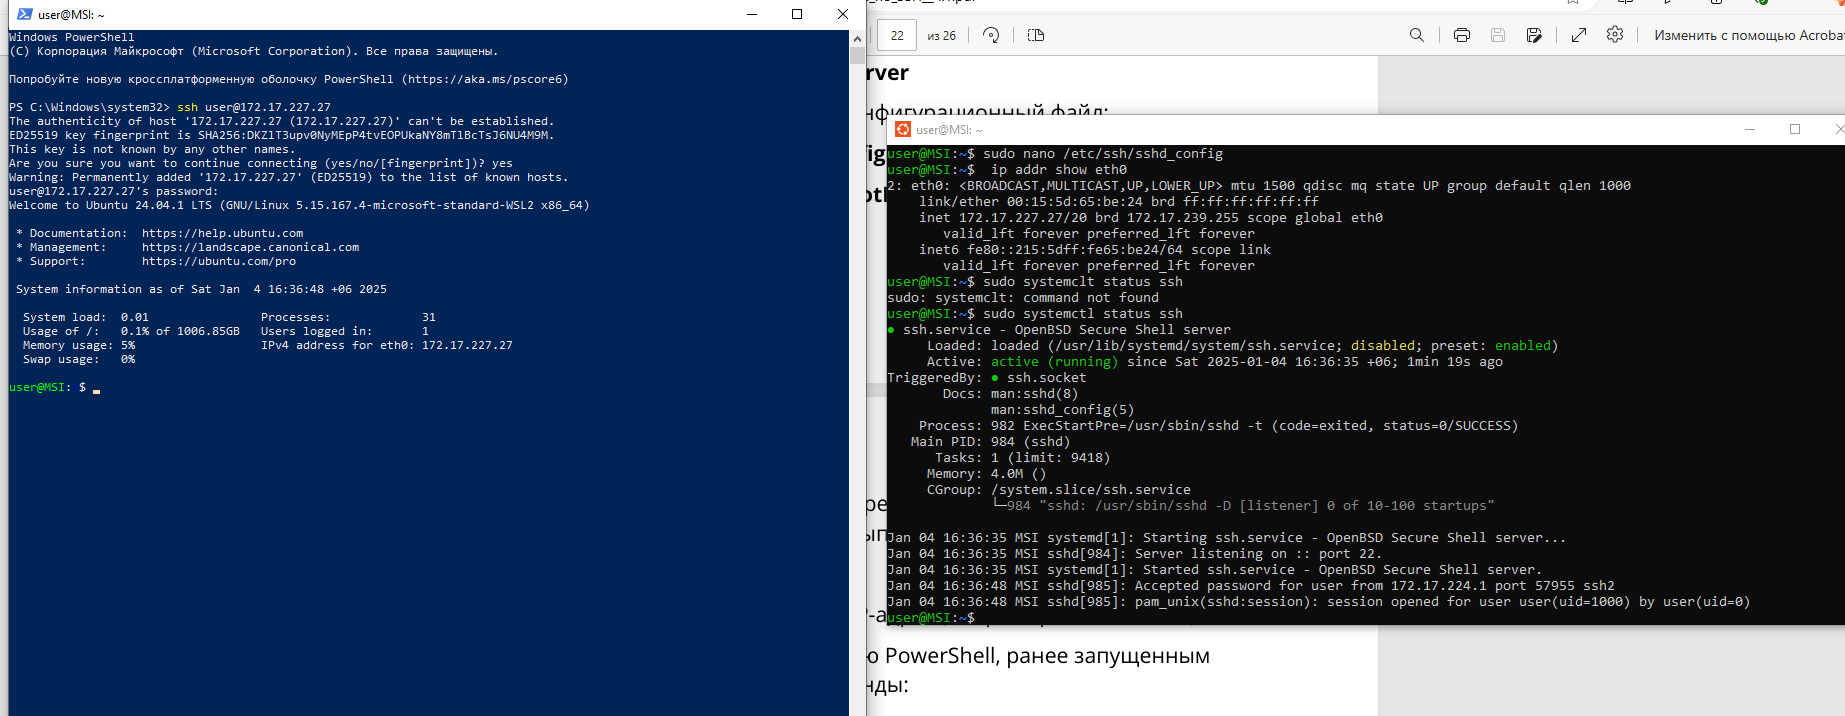 user@MSI: ~
Windows PowerShell
(C) Корпорация Майкрософт (Microsoft Corporation). Все права защищены.
Попробуйте новую кроссплатформенную оболочку PowerShell (https://aka.ms/pscore6)
PS C:\Windows\system32> ssh user@172.17.227.27
The authenticity of host '172.17.227.27 (172.17.227.27)' can't be established.
ED25519 key fingerprint is SHA256:DKZlT3upv0NyMEpP4tvEOPUkaNY8mTlBcTsJ6NU4M9M.
This key is not known by any other names.
Are you sure you want to continue connecting (yes/no/[fingerprint])? yes
Warning: Permanently added '172.17.227.27' (ED25519) to the list of known hosts.
user@172.17.227.27's password:
Welcome to Ubuntu 24.04.1 LTS (GNU/Linux 5.15.167.4-microsoft-standard-WSL2 x86_64)
* Documentation:  https://help.ubuntu.com
* Management:     https://landscape.canonical.com
* Support:        https://ubuntu.com/pro
System information as of Sat Jan  4 16:36:48 +06 2025
System load:  0.01                Processes:             31
Usage of /:   0.1% of 1006.85GB   Users logged in:       1
Memory usage: 5%                  IPv4 address for eth0: 172.17.227.27
Swap usage:   0%
user@MSI: $
22 из 26
Изменить с помощью Acrobat
rver
нфигурационный файл:
user@MSI: ~
user@MSI:~$ sudo nano /etc/ssh/sshd_config
user@MSI:~$  ip addr show eth0
2: eth0: <BROADCAST,MULTICAST,UP,LOWER_UP> mtu 1500 qdisc mq state UP group default qlen 1000
link/ether 00:15:5d:65:be:24 brd ff:ff:ff:ff:ff:ff
inet 172.17.227.27/20 brd 172.17.239.255 scope global eth0
valid_lft forever preferred_lft forever
inet6 fe80::215:5dff:fe65:be24/64 scope link
valid_lft forever preferred_lft forever
user@MSI:~$ sudo systemclt status ssh
sudo: systemclt: command not found
user@MSI:~$ sudo systemctl status ssh
● ssh.service - OpenBSD Secure Shell server
Loaded: loaded (/usr/lib/systemd/system/ssh.service; disabled; preset: enabled)
Active: active (running) since Sat 2025-01-04 16:36:35 +06; 1min 19s ago
TriggeredBy: ● ssh.socket
Docs: man:sshd(8)
man:sshd_config(5)
Process: 982 ExecStartPre=/usr/sbin/sshd -t (code=exited, status=0/SUCCESS)
Main PID: 984 (sshd)
Tasks: 1 (limit: 9418)
Memory: 4.0M ()
CGroup: /system.slice/ssh.service
└─984 "sshd: /usr/sbin/sshd -D [listener] 0 of 10-100 startups"
Jan 04 16:36:35 MSI systemd[1]: Starting ssh.service - OpenBSD Secure Shell server...
Jan 04 16:36:35 MSI sshd[984]: Server listening on :: port 22.
Jan 04 16:36:35 MSI systemd[1]: Started ssh.service - OpenBSD Secure Shell server.
Jan 04 16:36:48 MSI sshd[985]: Accepted password for user from 172.17.224.1 port 57955 ssh2
Jan 04 16:36:48 MSI sshd[985]: pam_unix(sshd:session): session opened for user user(uid=1000) by user(uid=0)
user@MSI:~$
ю PowerShell, ранее запущенным
нды: